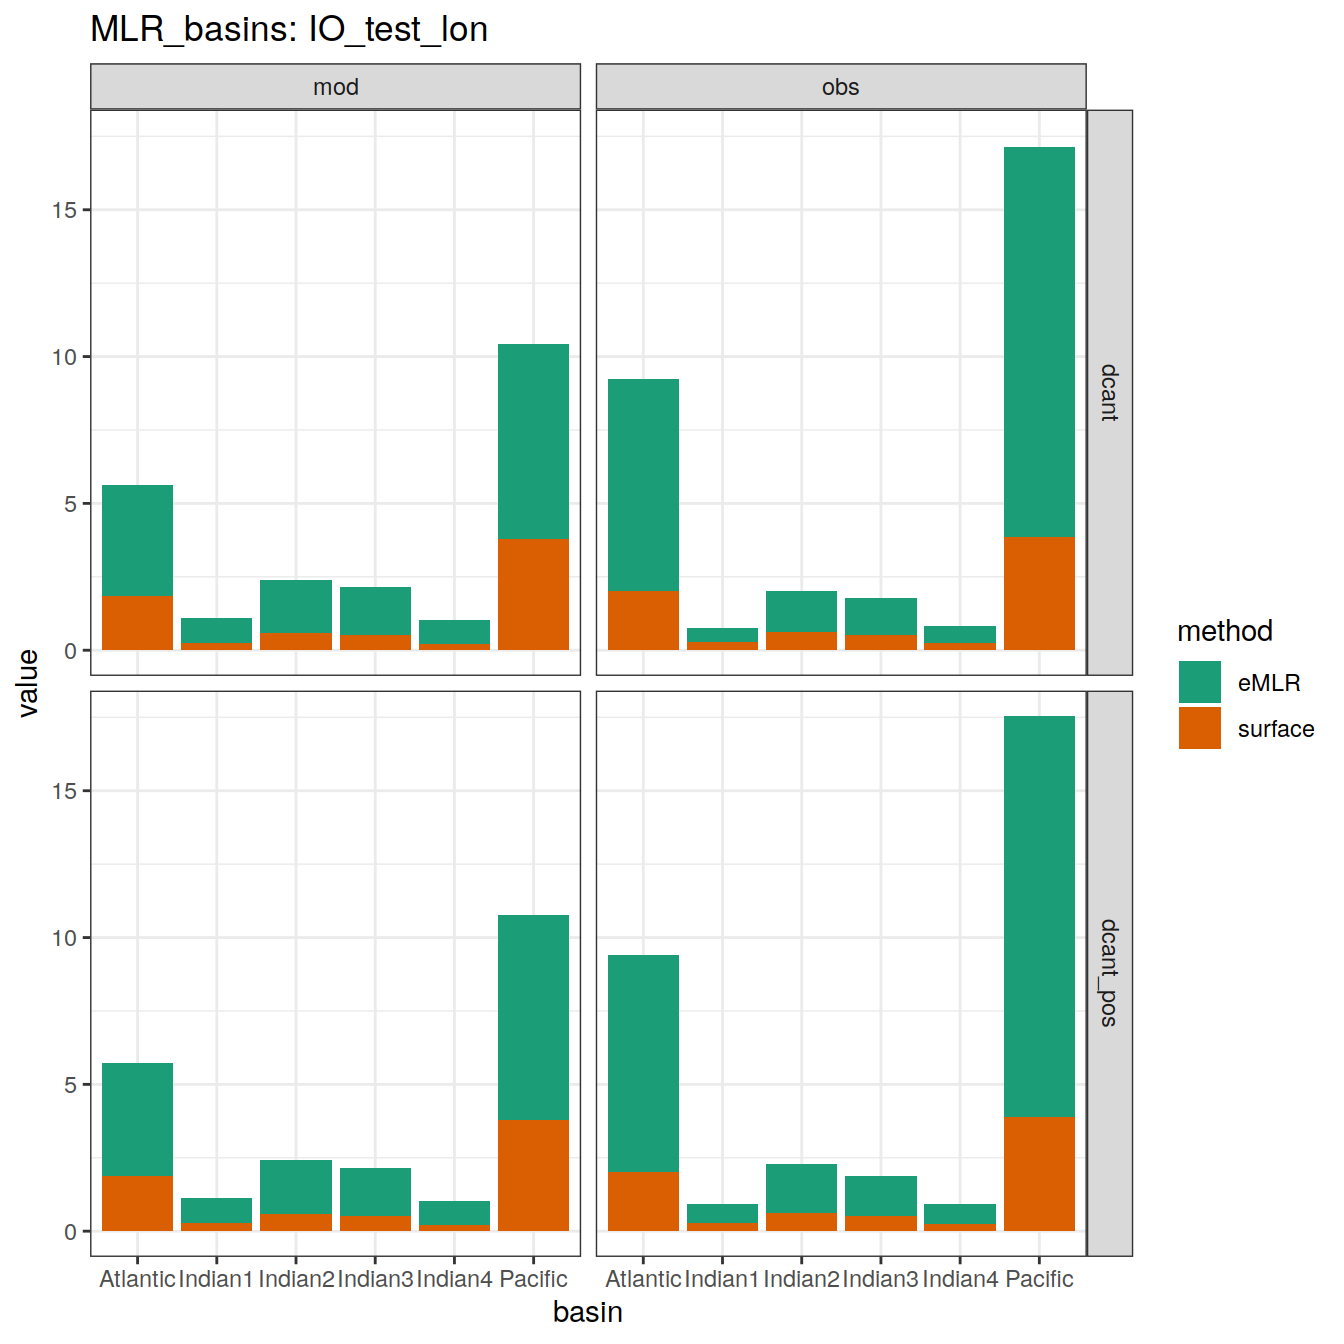 MLR_basins: IO_test_lon
mod
obs
15
10
5
0
dcant
15
10
5
0
dcant_pos
value
Atlantic Indian1 Indian2 Indian3 Indian4 Pacific
Atlantic Indian1 Indian2 Indian3 Indian4 Pacific
basin
method
eMLR
surface